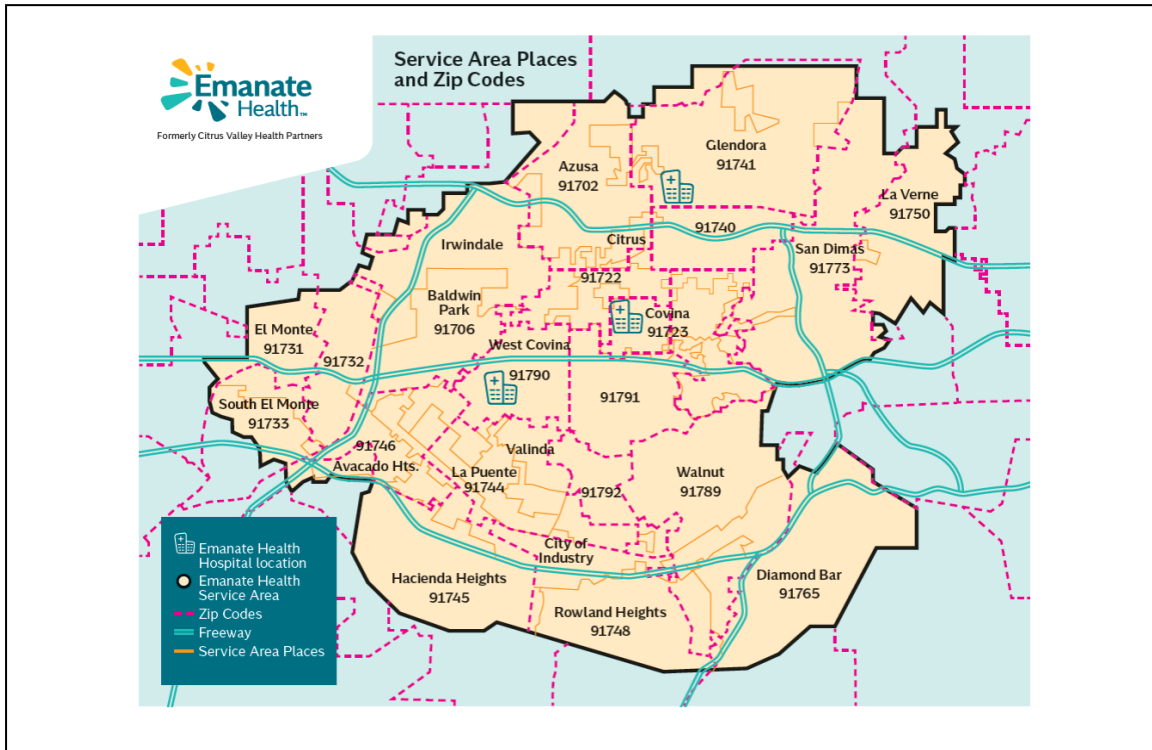 Emanate
Health™
Formerly Citrus Valley Health Partners
Service Area Places
and Zip Codes
Glendora
91741
Azusa
91702
La Verne
91750
91740
Citrus
Irwindale
San Dimas
91773
91722
Baldwin
Park
91706
Covina
91723
El Monte
91731
91732
West Covina
91790
91791
South El Monte
91733
91746
Avacado Hts.
Valinda
La Puente
91744
91792
Walnut
91789
City of
Industry
Hacienda Heights
91745
Diamond Bar
91765
Rowland Heights
91748
Emanate Health
Hospital location
Emanate Health
Service Area
Zip Codes
Freeway
Service Area Places